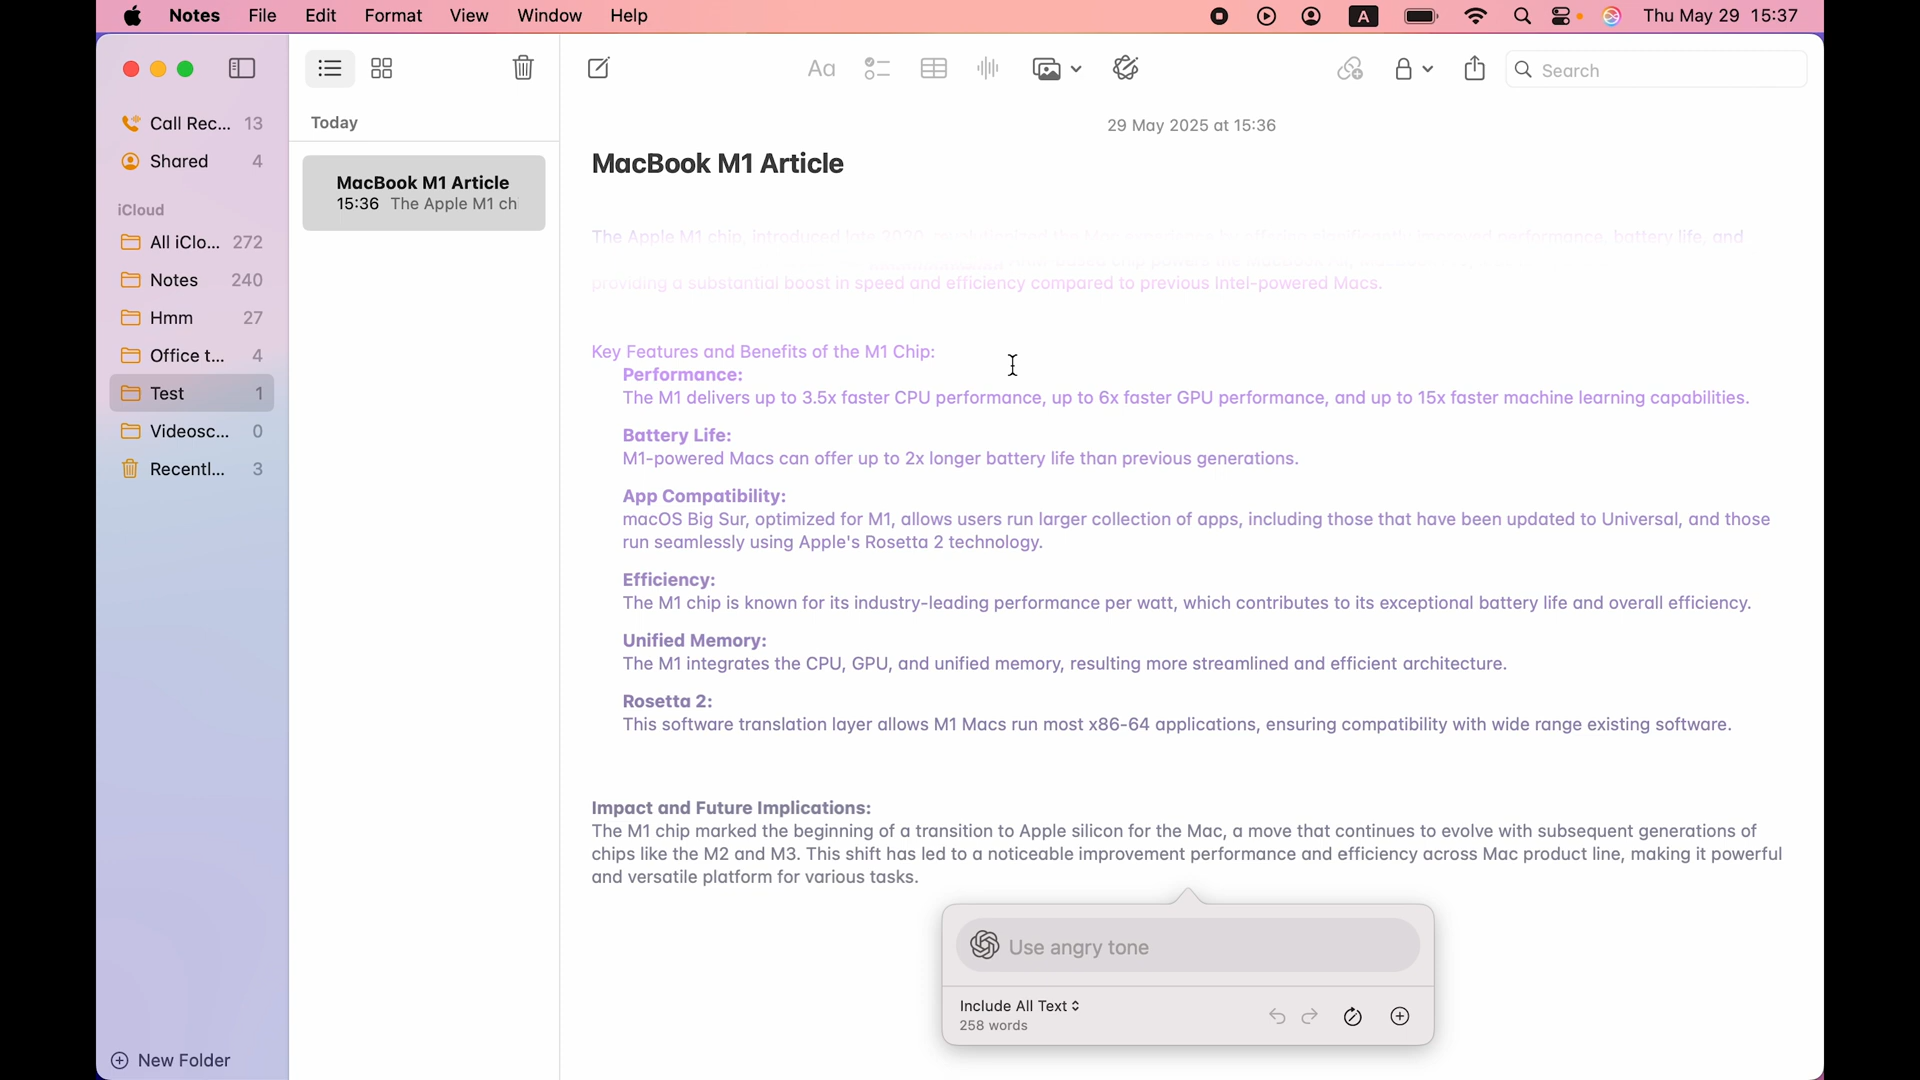 Notes File Edit Format View Window Help A Thu May 29 15:37
Search
Call Rec... 13
Shared 4
iCloud
All iClo... 272
Notes 240
Hmm 27
Office t... 4
Test 1
Videosc... 0
Recentl... 3
New Folder
Today
MacBook M1 Article
15:36 The Apple M1 ch
Aa
29 May 2025 at 15:36
MacBook M1 Article
The Apple M1 chip, introduced late 2020, performance, battery life, and
providing a substantial boost in speed and efficiency compared to previous Intel-powered Macs.
Key Features and Benefits of the M1 Chip:
Performance:
The M1 delivers up to 3.5x faster CPU performance, up to 6x faster GPU performance, and up to 15x faster machine learning capabilities.
Battery Life:
M1-powered Macs can offer up to 2x longer battery life than previous generations.
App Compatibility:
macOS Big Sur, optimized for M1, allows users run larger collection of apps, including those that have been updated to Universal, and those
run seamlessly using Apple's Rosetta 2 technology.
Efficiency:
The M1 chip is known for its industry-leading performance per watt, which contributes to its exceptional battery life and overall efficiency.
Unified Memory:
The M1 integrates the CPU, GPU, and unified memory, resulting more streamlined and efficient architecture.
Rosetta 2:
This software translation layer allows M1 Macs run most x86-64 applications, ensuring compatibility with wide range existing software.
Impact and Future Implications:
The M1 chip marked the beginning of a transition to Apple silicon for the Mac, a move that continues to evolve with subsequent generations of
chips like the M2 and M3. This shift has led to a noticeable improvement performance and efficiency across Mac product line, making it powerful
and versatile platform for various tasks.
Use angry tone
Include All Text
258 words